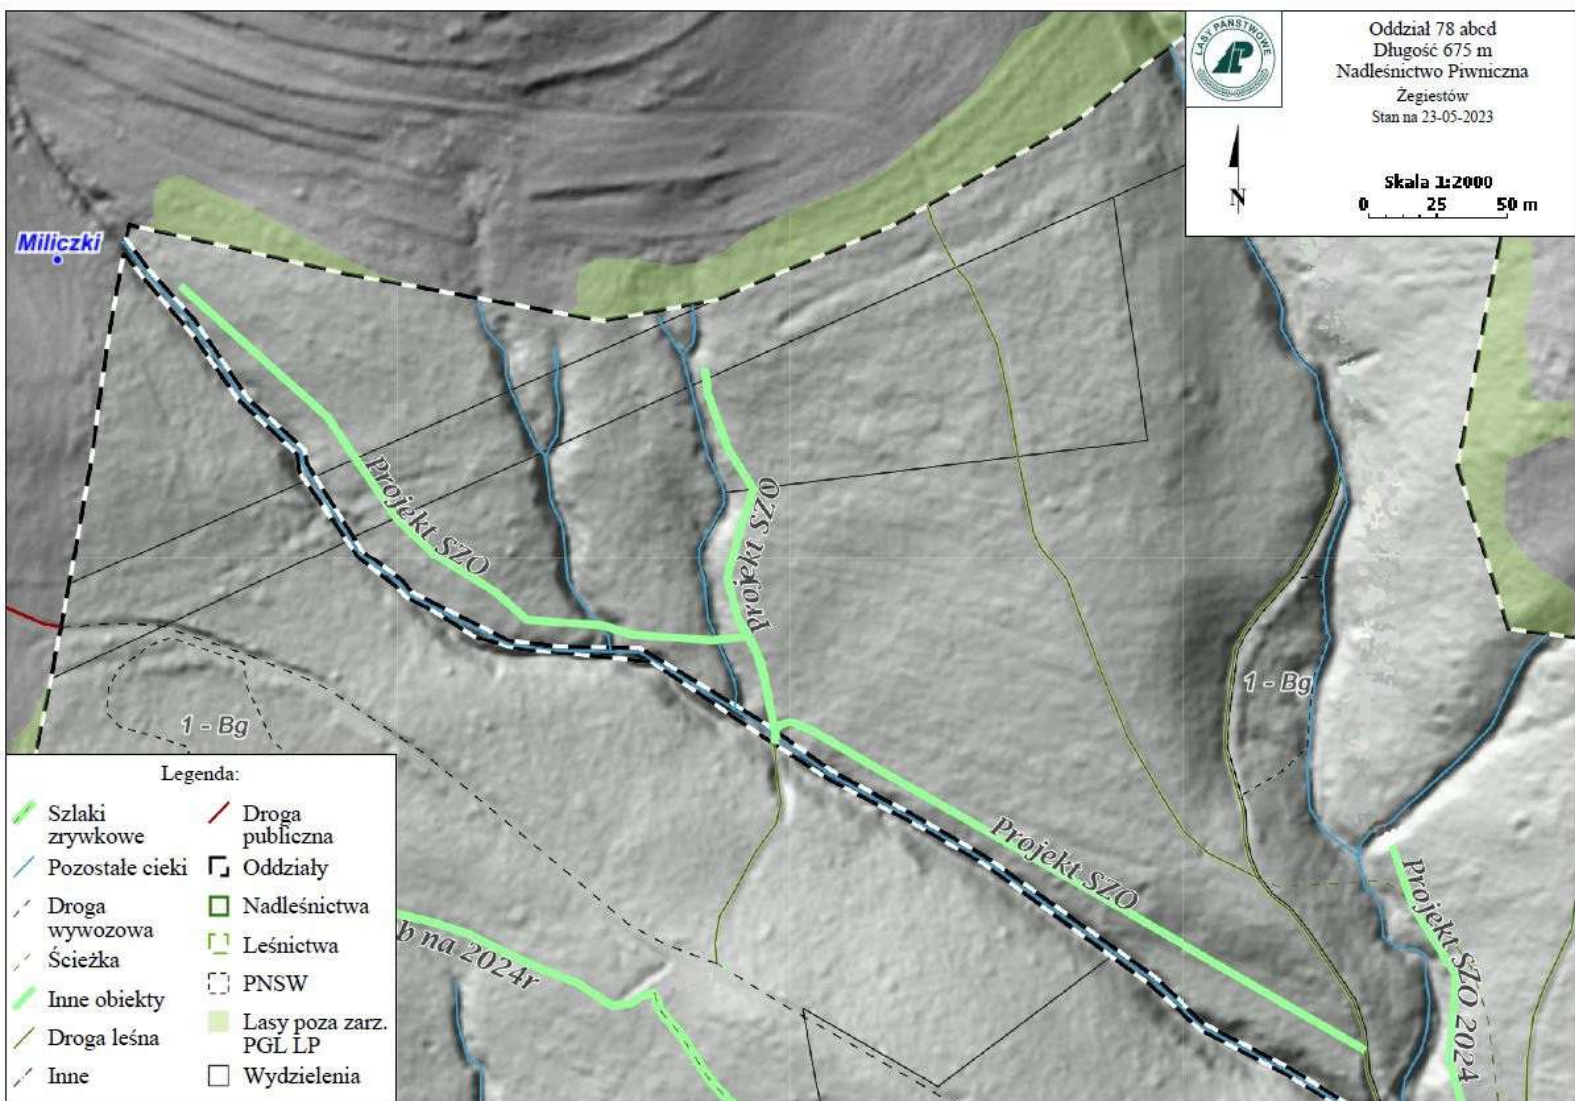 LASY PAŃSTWOWE
Oddział 78 abcd
Długość 675 m
Nadleśnictwo Piwniczna
Żegiestów
Stan na 23-05-2023
N
Skala 1:2000
0 25 50 m
Miliczki
Projekt SZO
Projekt SZO
1 - Bg
1 - Bg
Projekt SZO
Projekt SZO 2024
b na 2024r
Legenda:
Szlaki
zrywkowe
Pozostałe cieki
Droga
wywozowa
Ścieżka
Inne obiekty
Droga leśna
Inne
Droga
publiczna
Oddziały
Nadleśnictwa
Leśnictwa
PNSW
Lasy poza zarz.
PGL LP
Wydzielenia